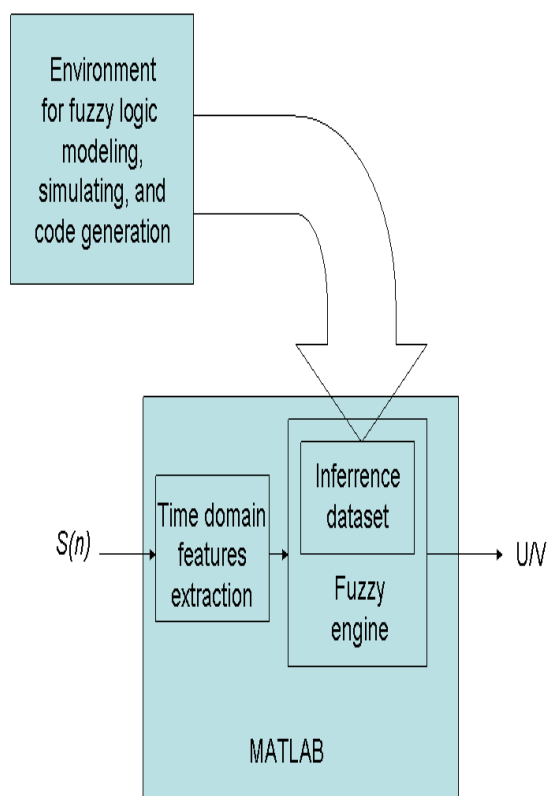 Environment
for fuzzy logic
modeling,
simulating, and
code generation
Inferrence
dataset
Time domain
features
extraction
S(n)
U/V
Fuzzy
engine
MATLAB